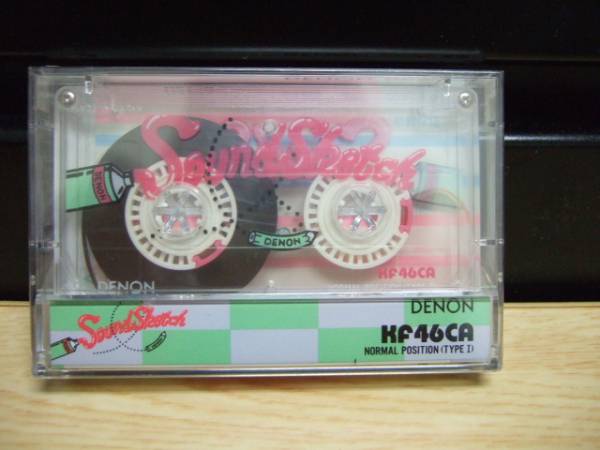 SoundSketch
DENON
DENON
KF46CA
DENON
SoundSketch
DENON
KF46CA
NORMAL POSITION (TYPE I)